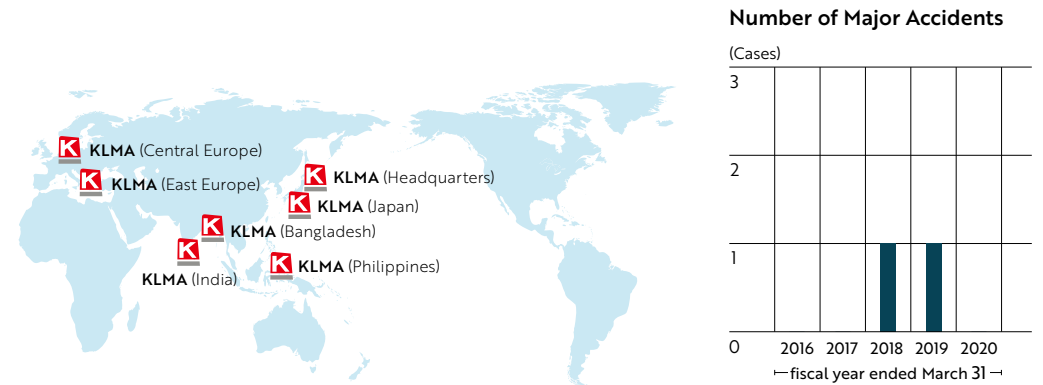 KLMA (Central Europe)
KLMA (East Europe)
KLMA (Headquarters)
KLMA (Japan)
KLMA (Bangladesh)
KLMA (Philippines)
KLMA (India)
K
K
K
K
K
K
K
Number of Major Accidents
(Cases)
3
2
1
0
2016 2017 2018 2019 2020
fiscal year ended March 31